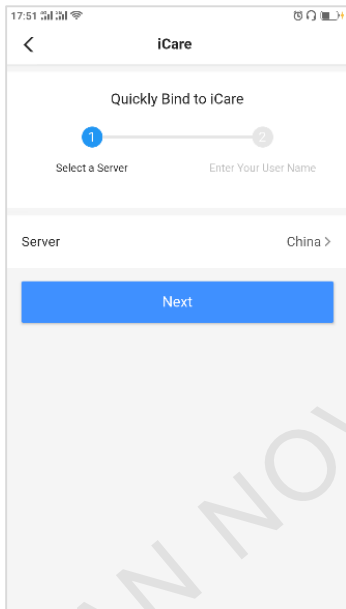 17:51
iCare
Quickly Bind to iCare
1 2
Select a Server Enter Your User Name
Server China >
Next